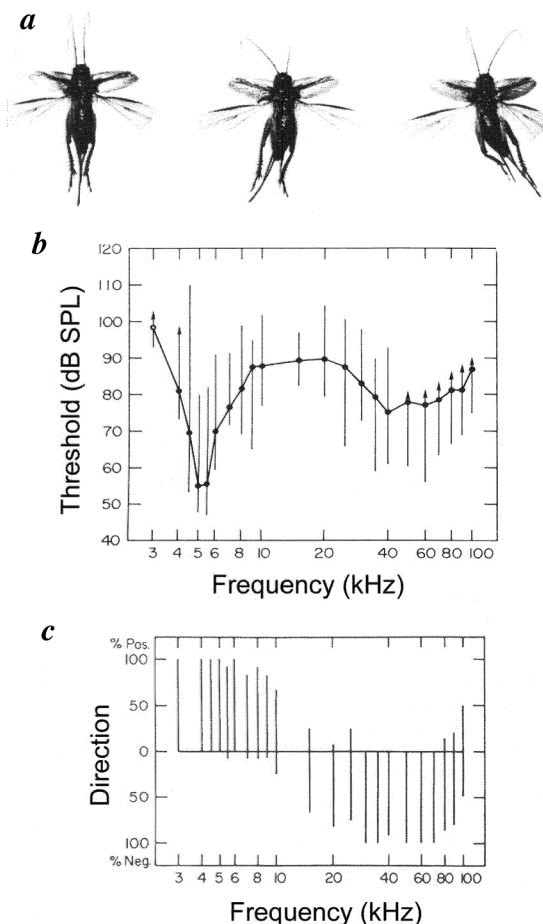 a
b
120
110
100
90
80
70
60
50
40
Threshold (dB SPL)
3 4 5 6 8 10 20 40 60 80 100
Frequency (kHz)
c
% Pos.
100
50
0
50
100
% Neg.
Direction
3 4 5 6 8 10 20 40 60 80 100
Frequency (kHz)